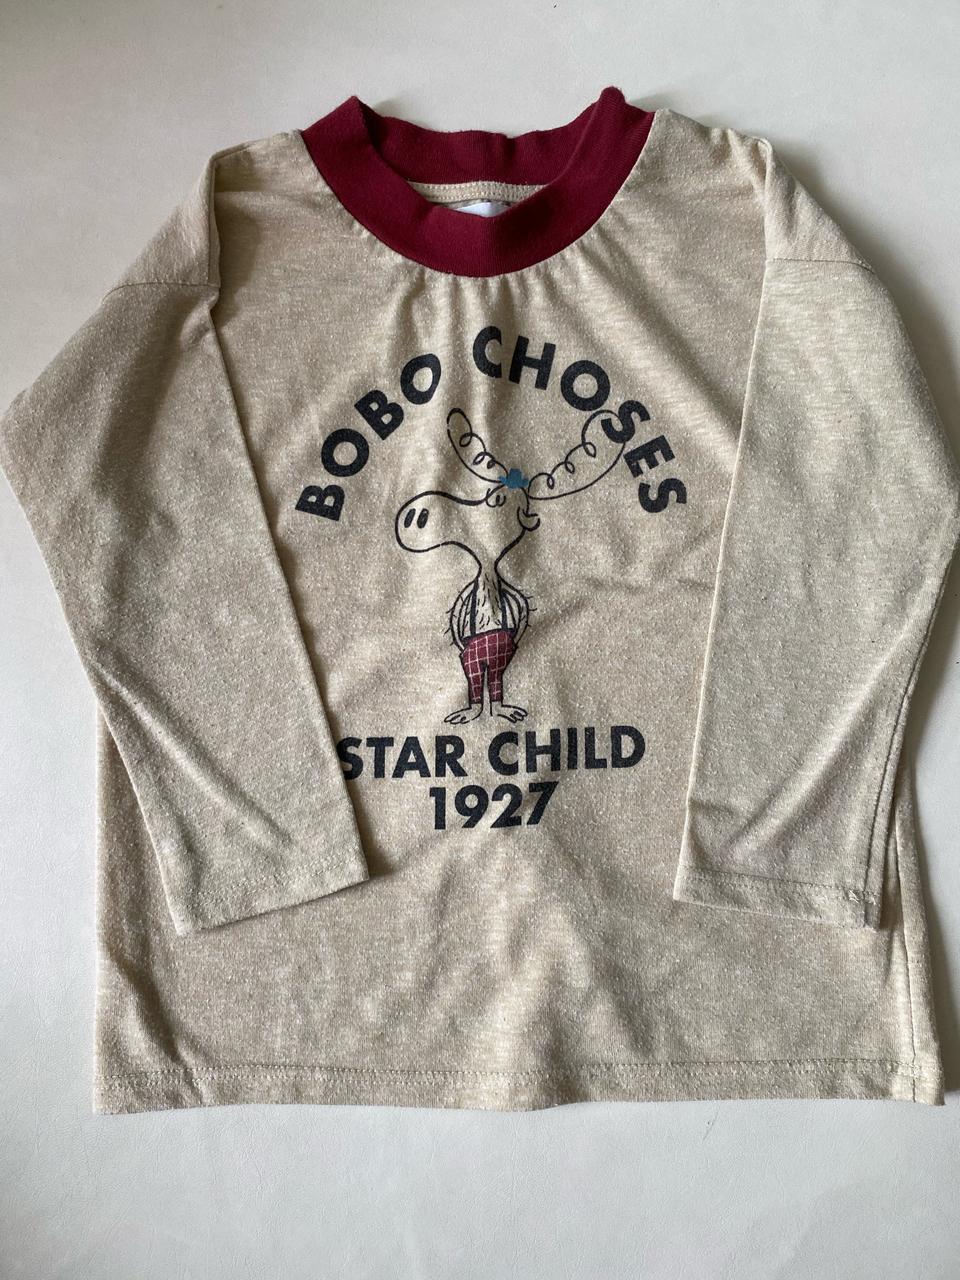 BOBO CHOSES
STAR CHILD
1927